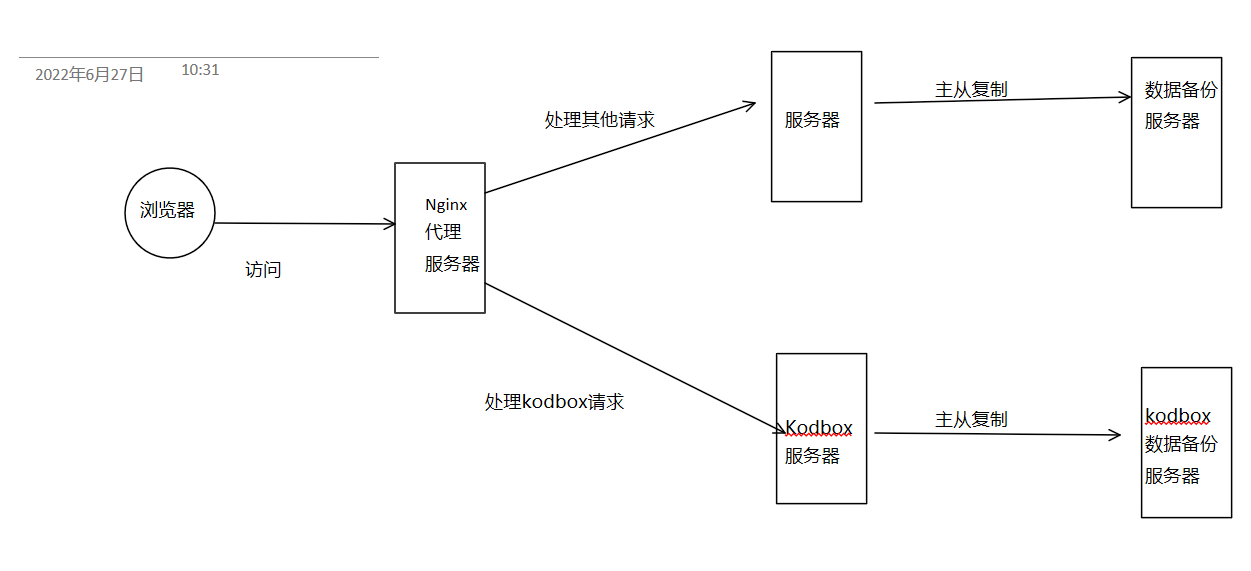 2022年6月27日 10:31
浏览器
访问
Nginx
代理
服务器
处理其他请求
服务器
主从复制
数据备份
服务器
处理kodbox请求
Kodbox
服务器
主从复制
kodbox
数据备份
服务器